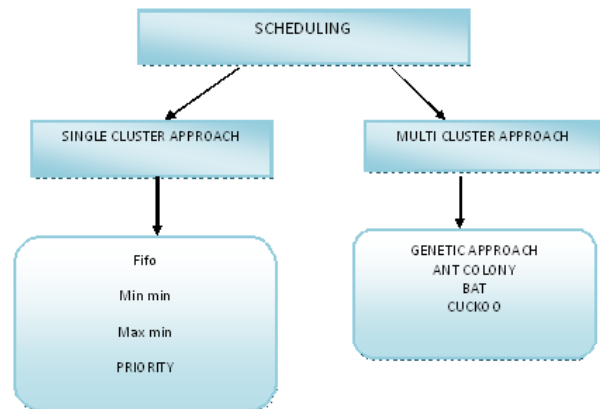 SCHEDULING
SINGLE CLUSTER APPROACH
MULTI CLUSTER APPROACH
Fifo
Min min
Max min
PRIORITY
GENETIC APPROACH
ANT COLONY
BAT
CUCKOO